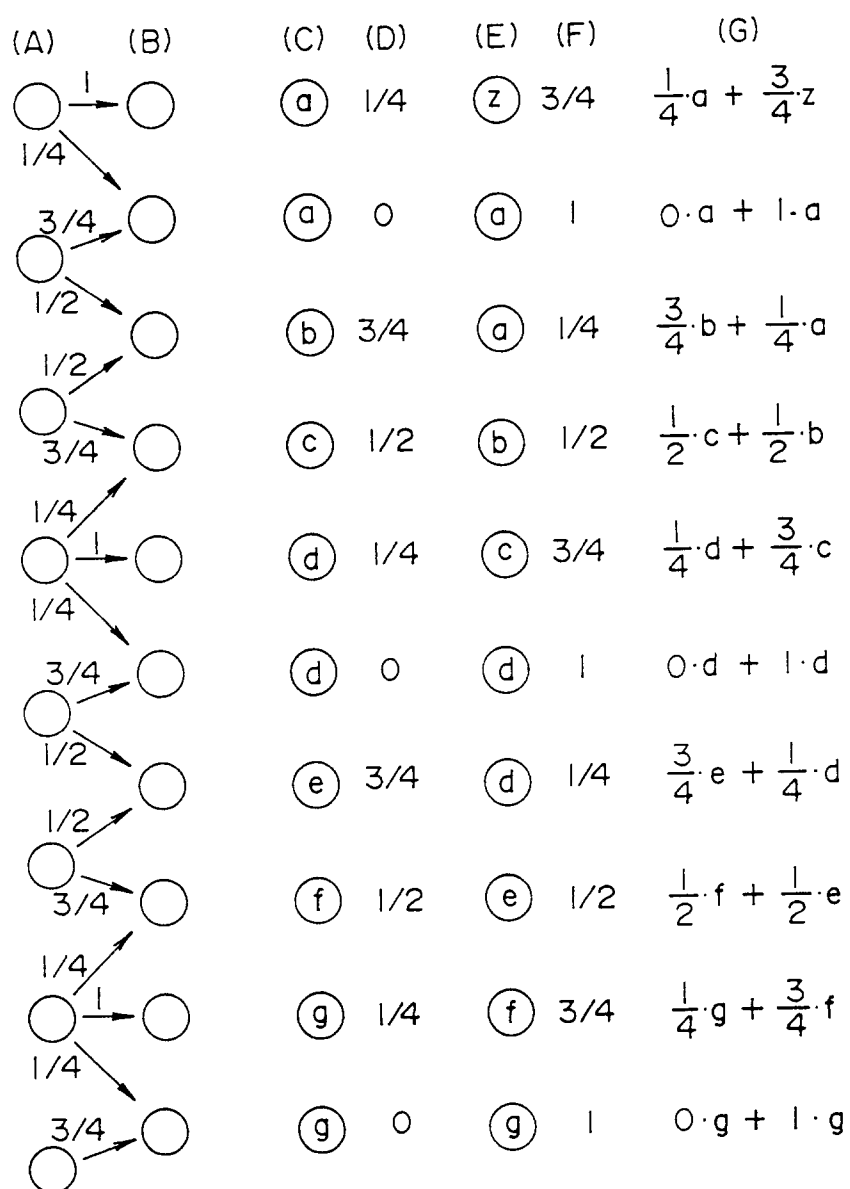 (A) (B) (C) (D) (E) (F) (G)
1
a 1/4 z 3/4 1/4·a + 3/4·z
1/4
3/4
a 0 a 1 0·a + 1·a
1/2
b 3/4 a 1/4 3/4·b + 1/4·a
1/2
3/4
c 1/2 b 1/2 1/2·c + 1/2·b
1/4
1
d 1/4 c 3/4 1/4·d + 3/4·c
1/4
3/4
d 0 d 1 0·d + 1·d
1/2
e 3/4 d 1/4 3/4·e + 1/4·d
1/2
3/4
f 1/2 e 1/2 1/2·f + 1/2·e
1/4
1
g 1/4 f 3/4 1/4·g + 3/4·f
1/4
3/4
g 0 g 1 0·g + 1·g